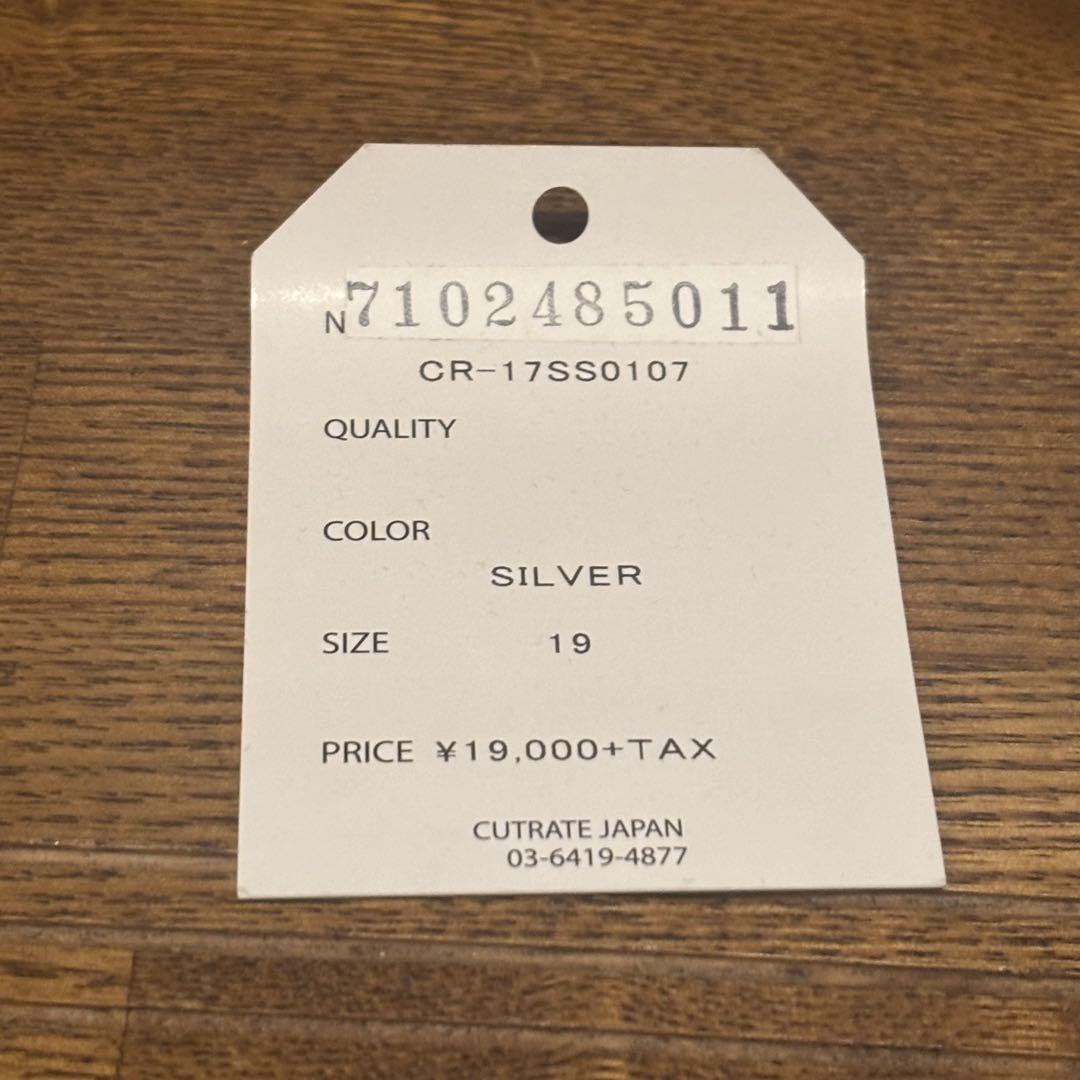 N7102485011
CR-17SS0107
QUALITY
COLOR
SILVER
SIZE 19
PRICE ¥19,000+TAX
CUTRATE JAPAN
03-6419-4877